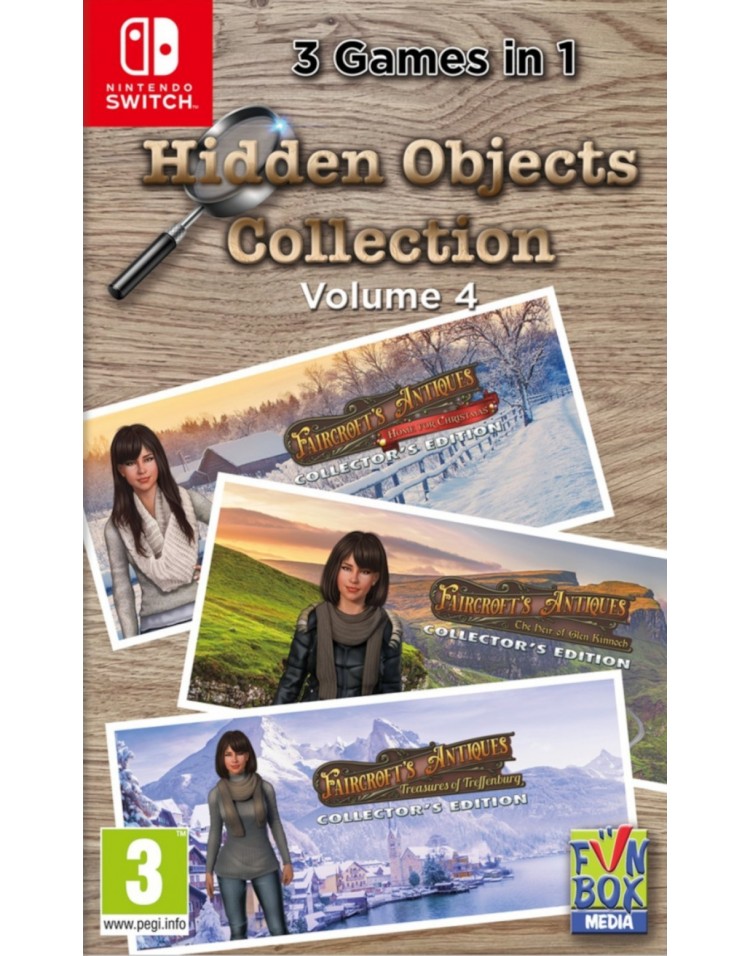 NINTENDO
SWITCH™
3 Games in 1
Hidden Objects
Collection
Volume 4
FAIRCROFT'S ANTIQUES
HOME FOR CHRISTMAS
COLLECTOR'S EDITION
FAIRCROFT'S ANTIQUES
The Heir of Glen Kinnoch
COLLECTOR'S EDITION
FAIRCROFT'S ANTIQUES
Treasures of Treffenburg
COLLECTOR'S EDITION
3™
www.pegi.info
FUN
BOX
MEDIA